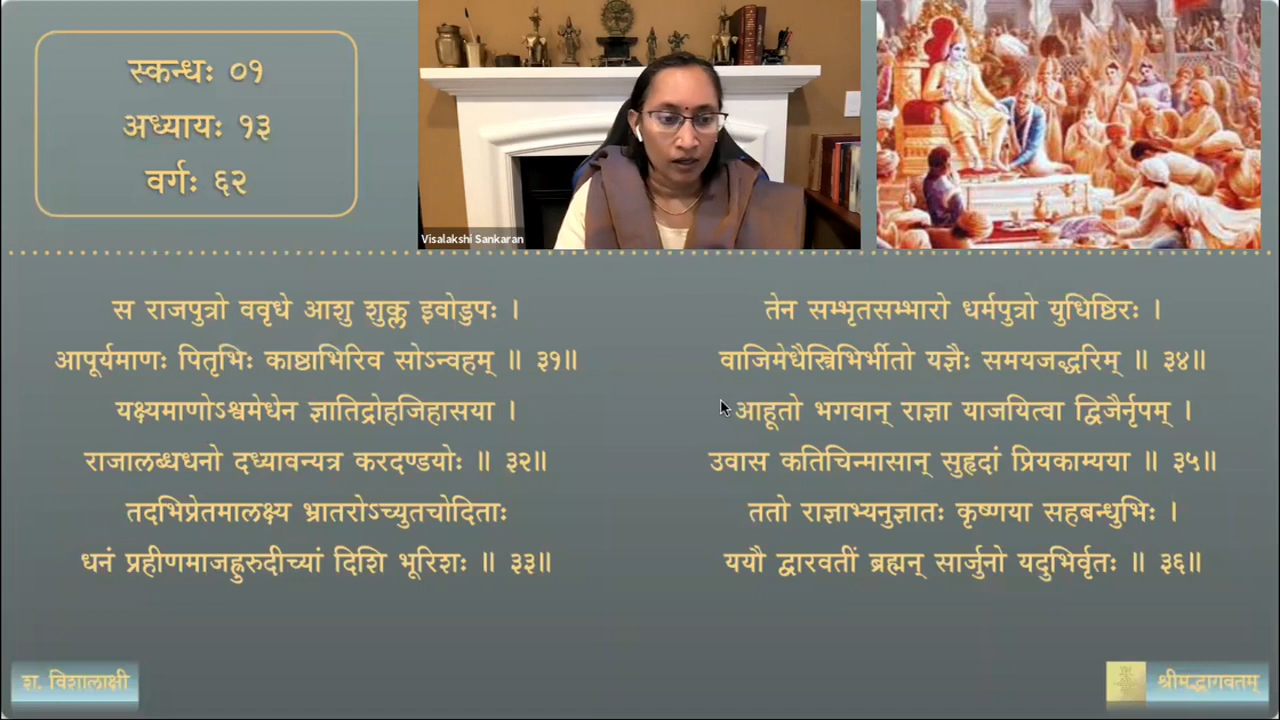 स्कन्धः ०१
अध्यायः १३
वर्गः ६२
Visalakshi Sankaran
स राजपुत्रो ववृधे आशु शुक्ल इवोडुपः ।
आपूर्यमाणः पितृभिः काष्ठाभिरिव सोऽन्वहम् ॥ ३१॥
यक्ष्यमाणोऽश्वमेधेन ज्ञातिद्रोहजिहासया ।
राजालब्धधनो दध्यावन्यत्र करदण्डयोः ॥ ३२॥
तदभिप्रेतमालक्ष्य भ्रातरोऽच्युतचोदिताः
धनं प्रहीणमाजह्रुरुदीच्यां दिशि भूरिशः ॥ ३३॥
तेन सम्भृतसम्भारो धर्मपुत्रो युधिष्ठिरः ।
वाजिमेधैस्त्रिभिर्भीतो यज्ञैः समयजद्धरिम् ॥ ३४॥
आहूतो भगवान् राज्ञा याजयित्वा द्विजैर्नृपम् ।
उवास कतिचिन्मासान् सुहृदां प्रियकाम्यया ॥ ३५॥
ततो राज्ञाभ्यनुज्ञातः कृष्णया सहबन्धुभिः ।
ययौ द्वारवतीं ब्रह्मन् सार्जुनो यदुभिर्वृतः ॥ ३६॥
श. विशालाक्षी
श्रीमद्भागवतम्